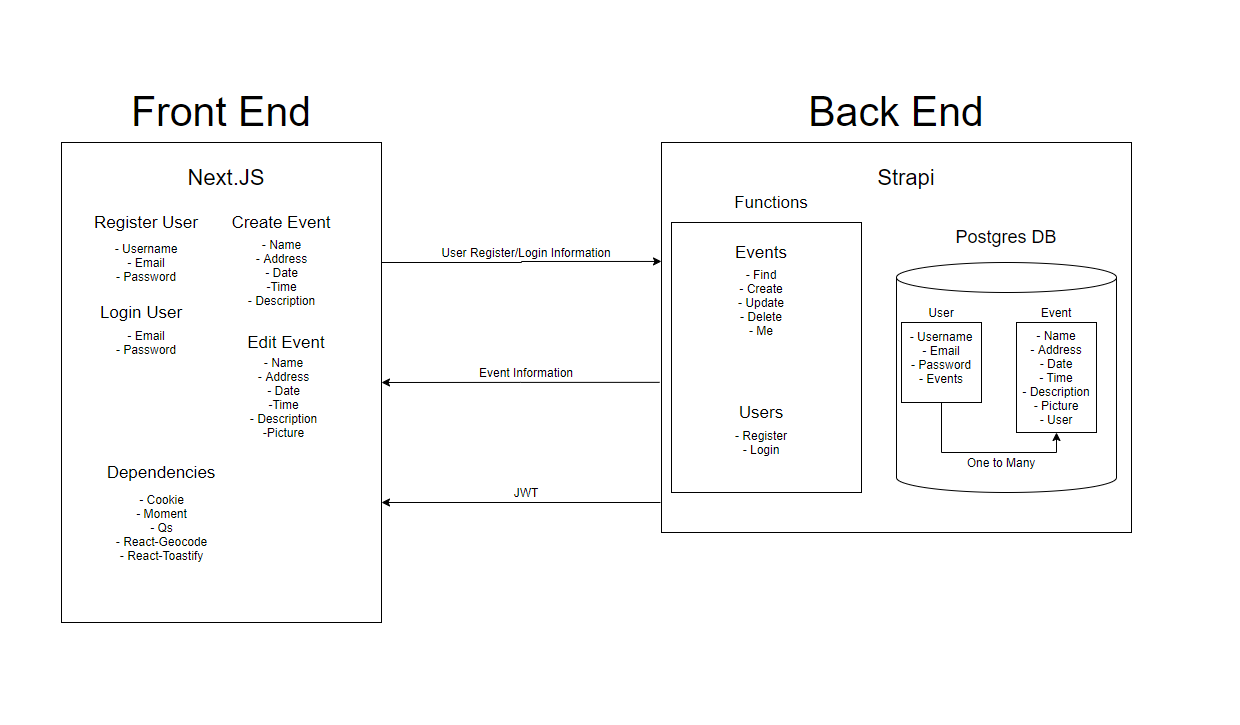 Front End
Next.JS
Register User
- Username
- Email
- Password
Login User
- Email
- Password
Create Event
- Name
- Address
- Date
-Time
- Description
Edit Event
- Name
- Address
- Date
-Time
- Description
-Picture
Dependencies
- Cookie
- Moment
- Qs
- React-Geocode
- React-Toastify
User Register/Login Information
Event Information
JWT
Back End
Strapi
Functions
Events
- Find
- Create
- Update
- Delete
- Me
Users
- Register
- Login
Postgres DB
User
- Username
- Email
- Password
- Events
Event
- Name
- Address
- Date
- Time
- Description
- Picture
- User
One to Many